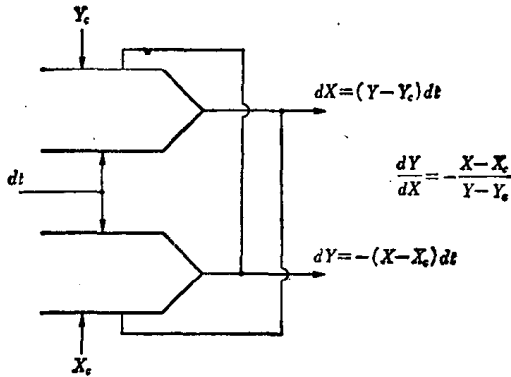 Y_c
dX=(Y-Y_c)dt
dY/dX=-(X-X_c)/(Y-Y_c)
dt
dY=-(X-X_c)dt
X_c